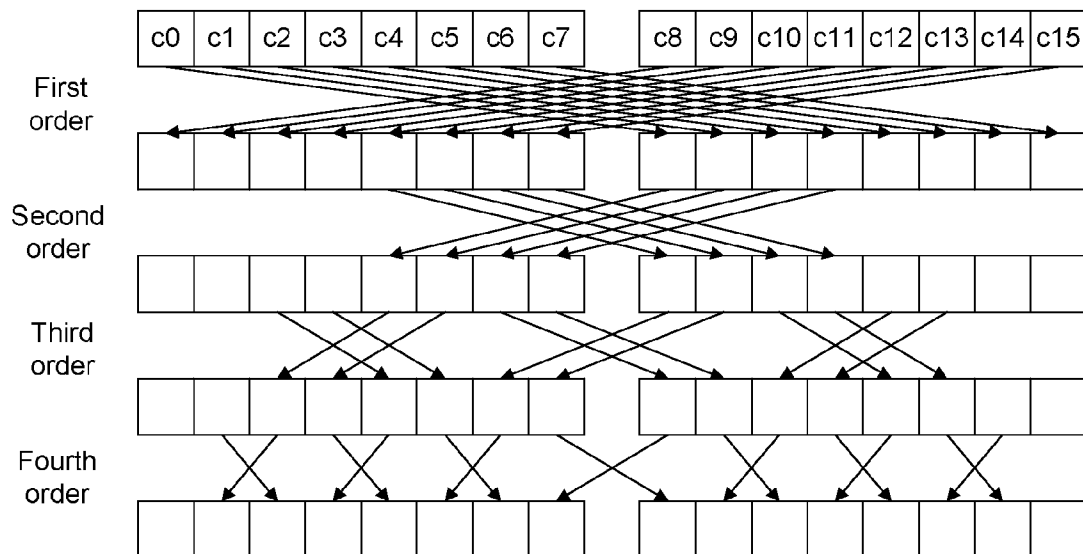 c0 c1 c2 c3 c4 c5 c6 c7 c8 c9 c10 c11 c12 c13 c14 c15
First
order
Second
order
Third
order
Fourth
order